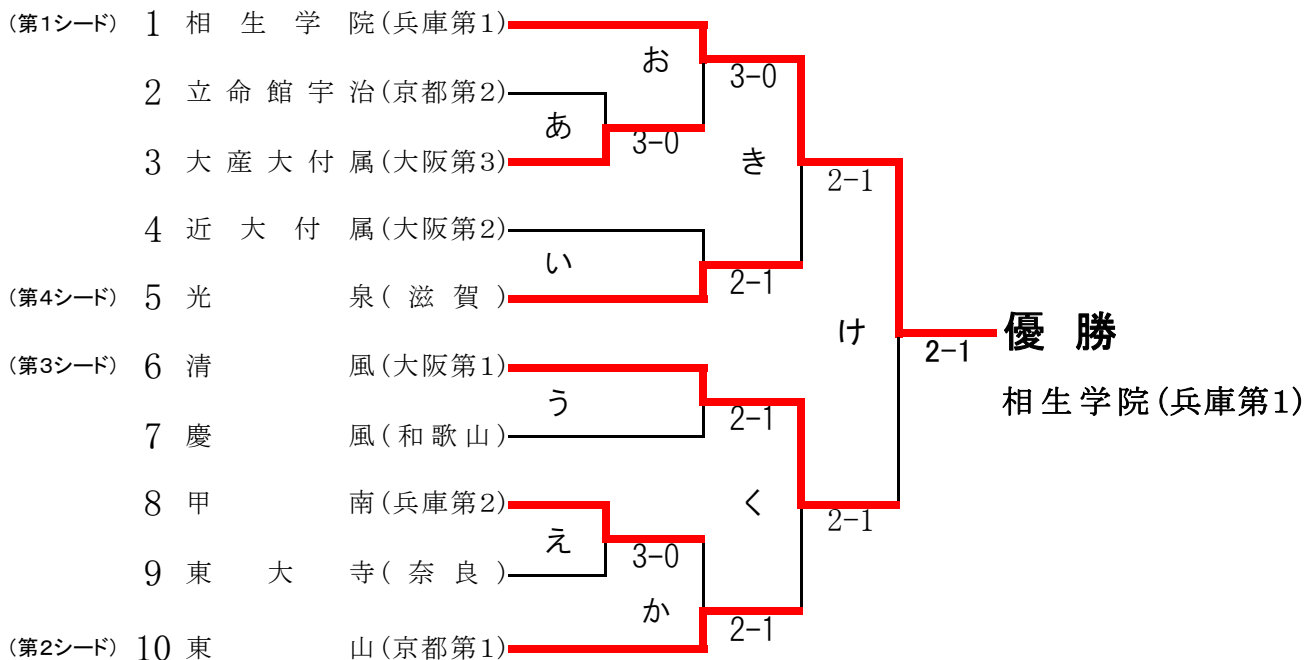 (第1シード) 1 相生学院(兵庫第1)
お
3-0
2 立命館宇治(京都第2)
あ
3-0
3 大産大付属(大阪第3)
き
2-1
4 近大付属(大阪第2)
い
2-1
(第4シード) 5 光泉(滋賀)
け
2-1
優勝
相生学院(兵庫第1)
(第3シード) 6 清風(大阪第1)
う
2-1
7 慶風(和歌山)
8 甲南(兵庫第2)
く
2-1
え
3-0
9 東大寺(奈良)
か
2-1
(第2シード) 10 東山(京都第1)